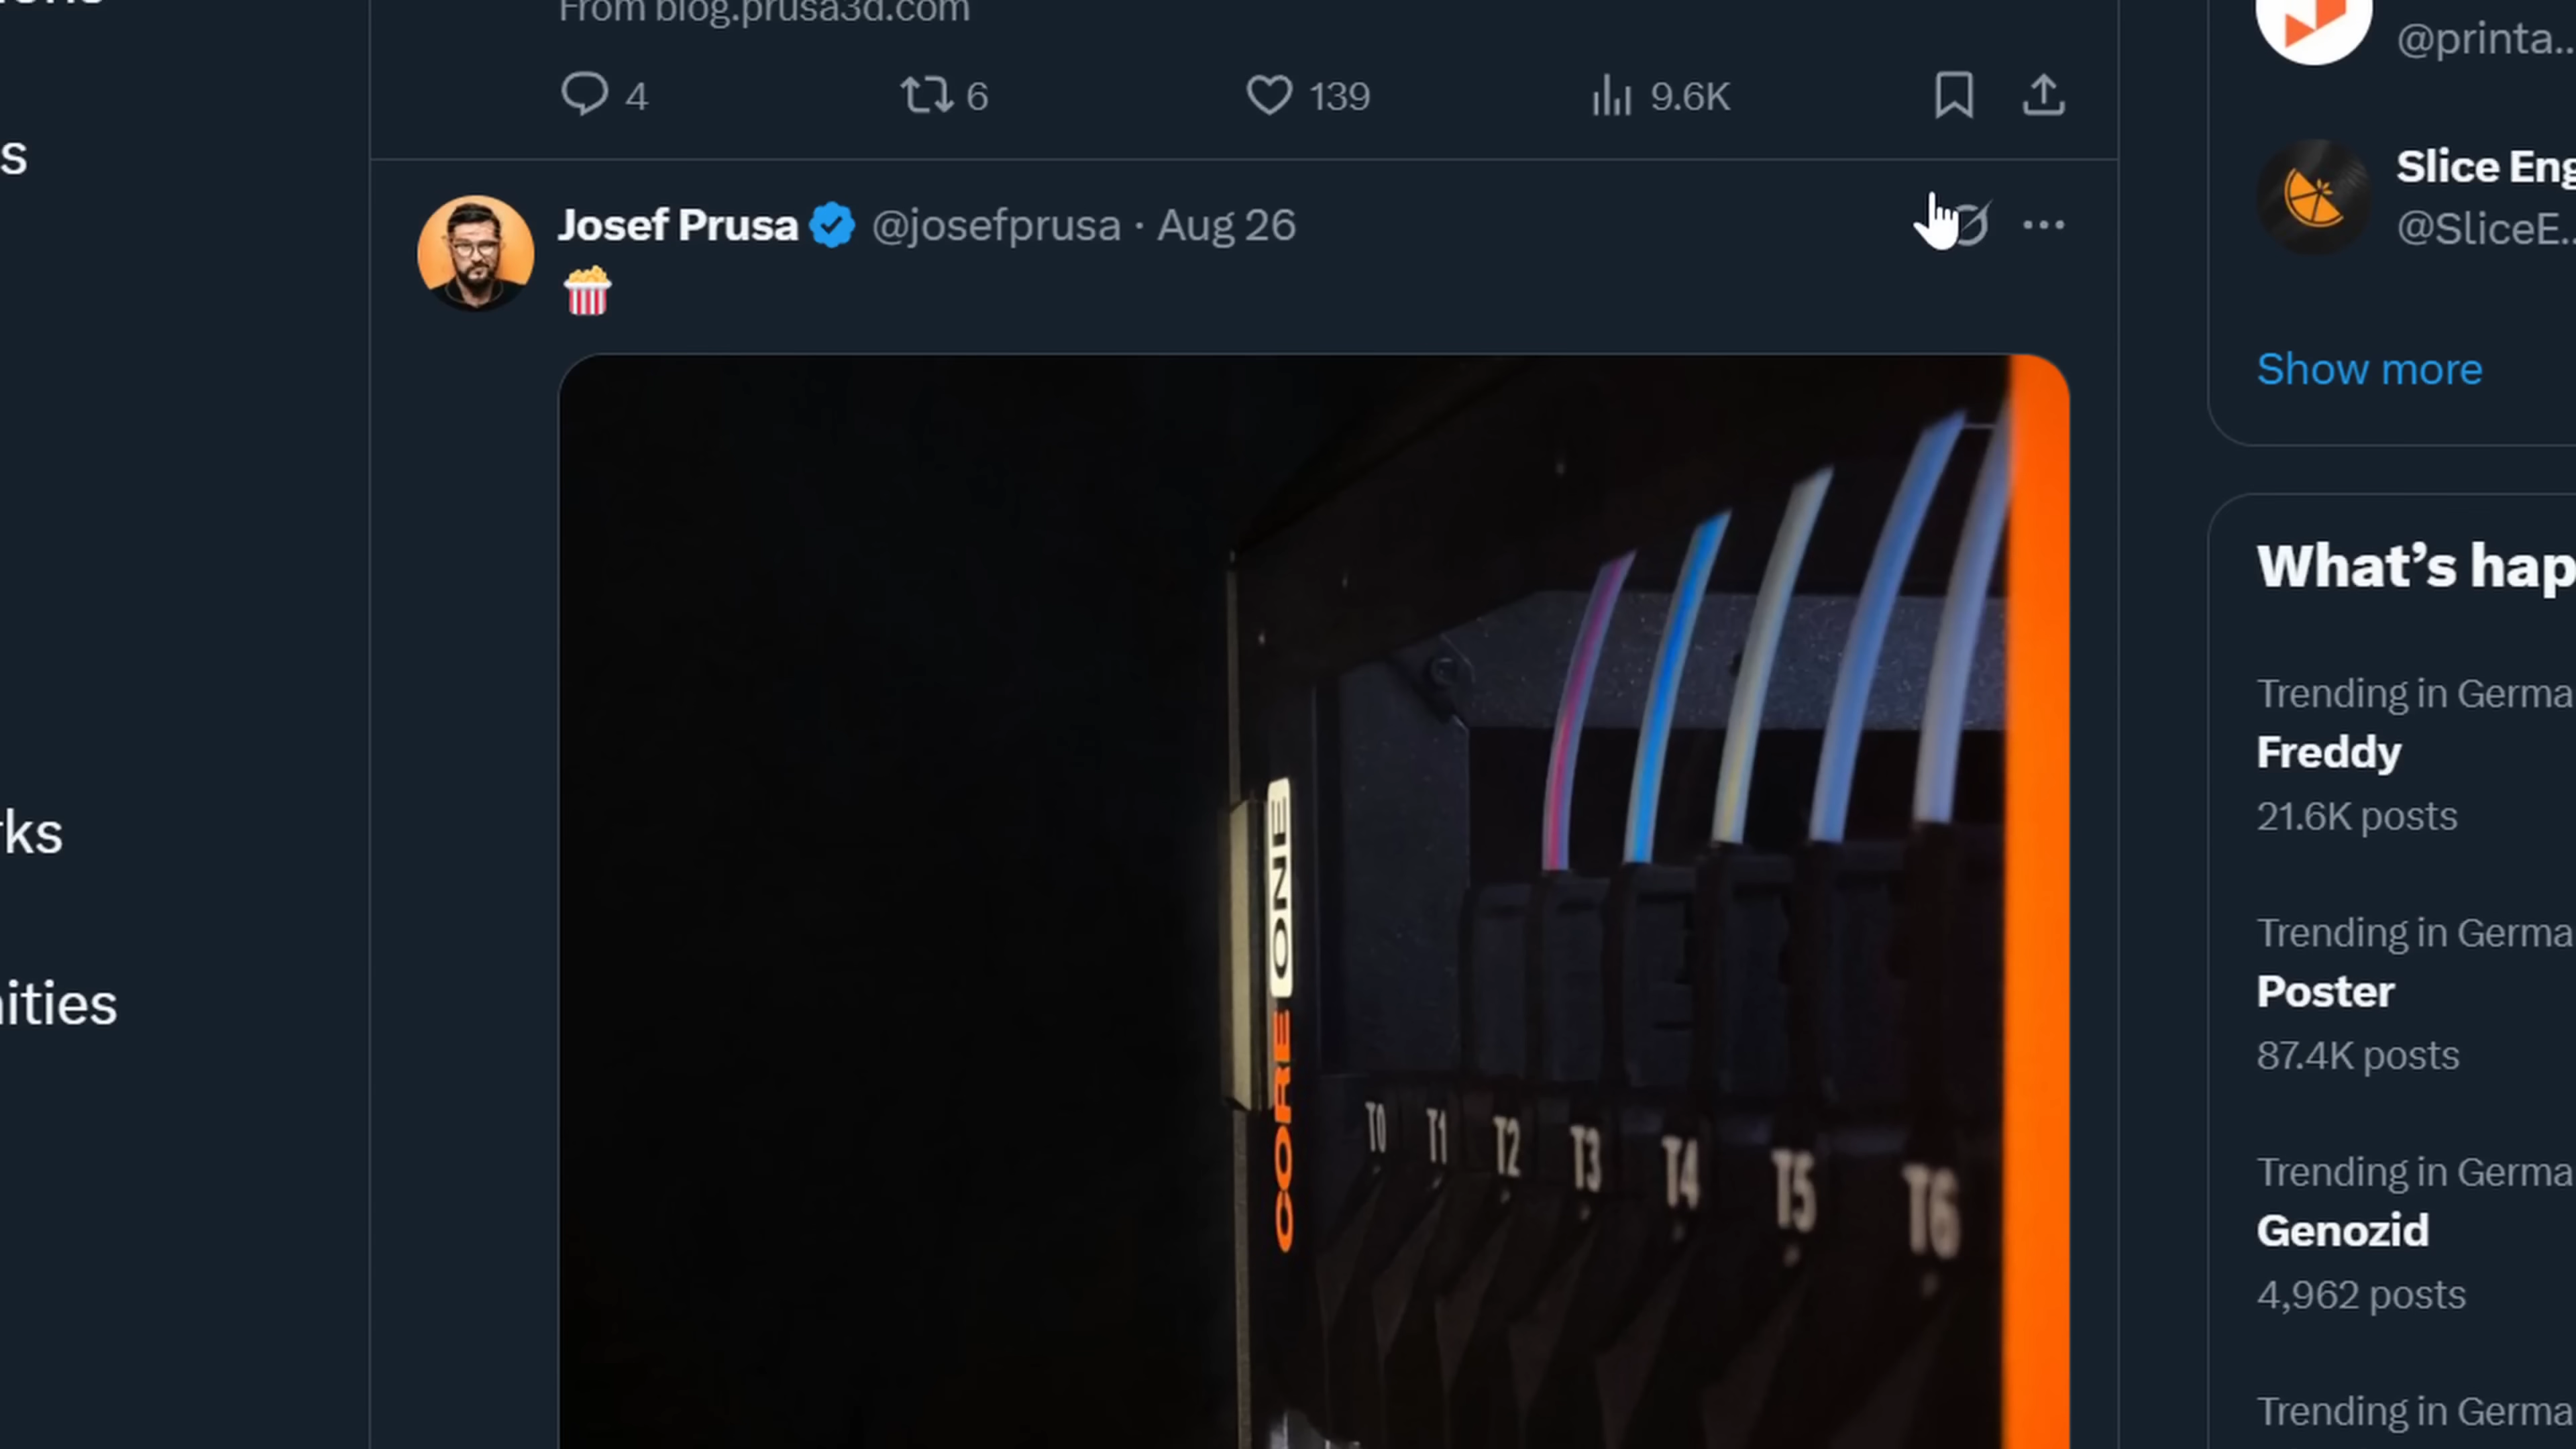 From blog.prusa3d.com
4
6
139
9.6K
Josef Prusa @josefprusa · Aug 26
CORE ONE
T0
T1
T2
T3
T4
T5
T6
s
rks
nities
@printa...
Slice Eng
@SliceE...
Show more
What's hap
Trending in Germa
Freddy
21.6K posts
Trending in Germa
Poster
87.4K posts
Trending in Germa
Genozid
4,962 posts
Trending in Germa